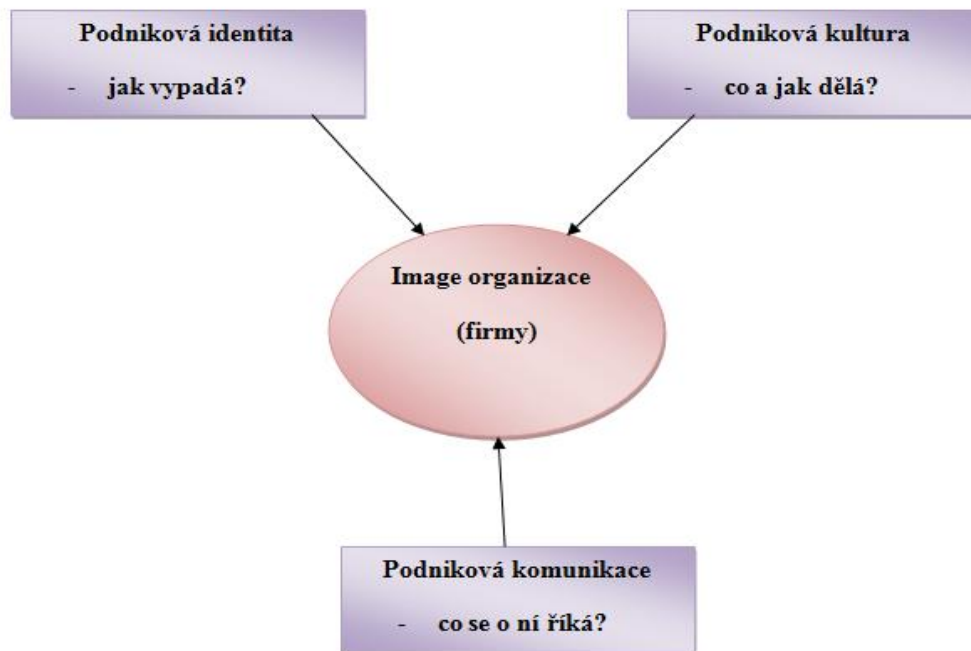 Podniková identita
- jak vypadá?
Podniková kultura
- co a jak dělá?
Image organizace
(firmy)
Podniková komunikace
- co se o ní říká?